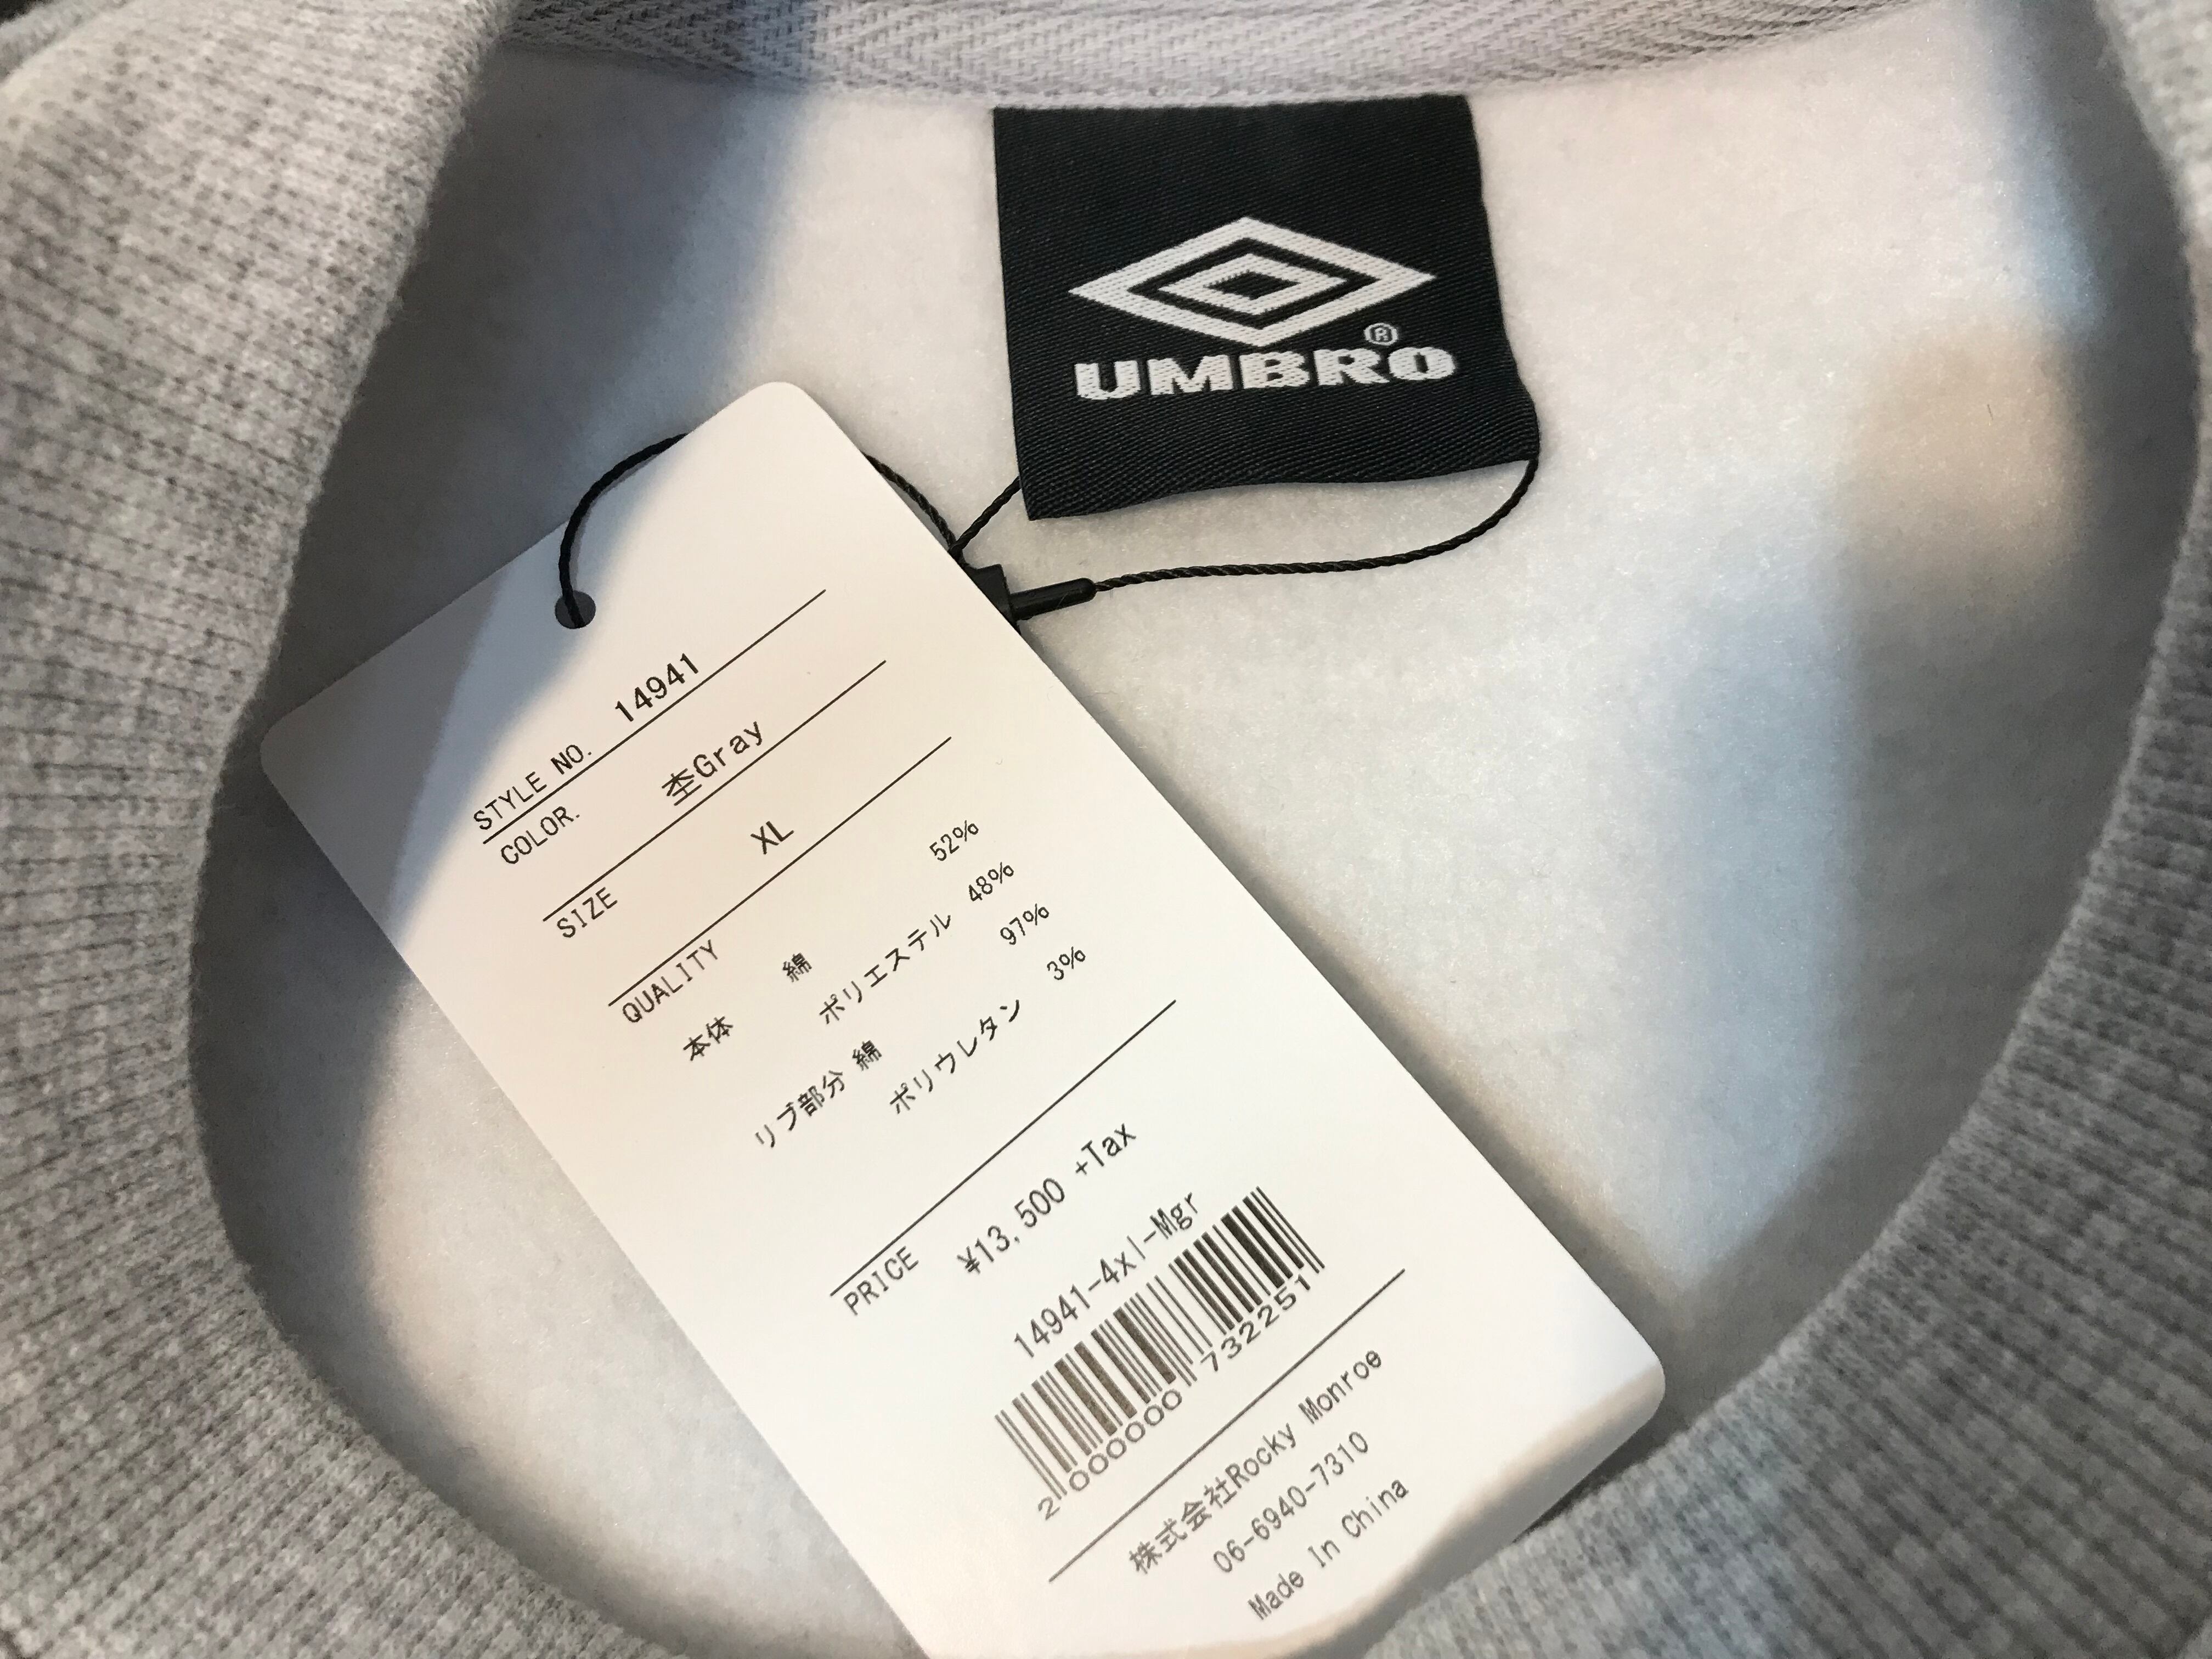 UMBRO®
STYLE NO. 14941
COLOR. 杢Gray
SIZE XL
QUALITY
本体 綿 52%
ポリエステル 48%
リブ部分 綿 97%
ポリウレタン 3%
PRICE ¥13,500 +Tax
14941-4xl-Mgr
2 000000 732251
株式会社Rocky Monroe
06-6940-7310
Made In China